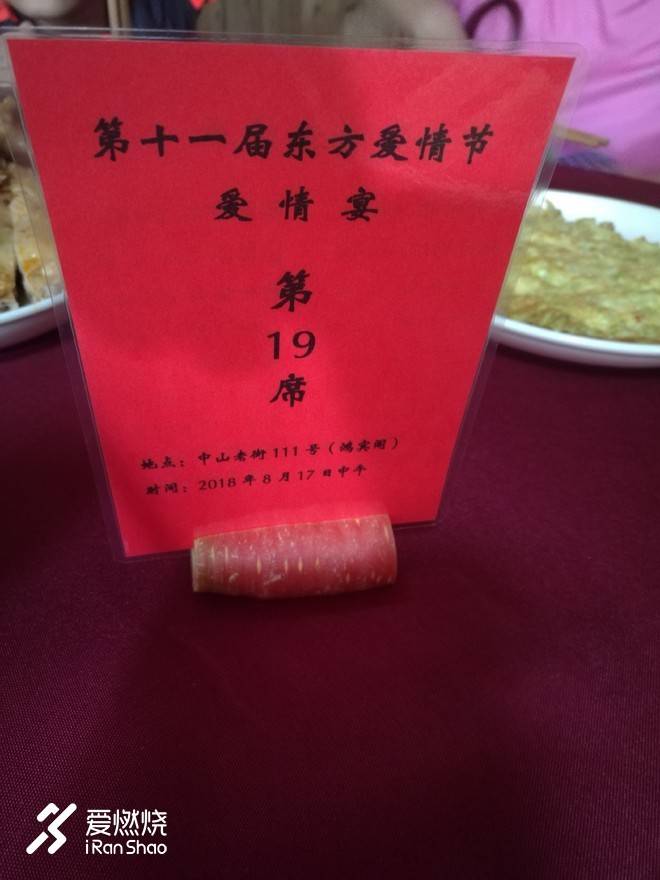 第十一届东方爱情节
爱情宴
第
19
席
地点：中山老街111号（鸿宾阁）
时间：2018年8月17日中午
爱燃烧
iRanShao